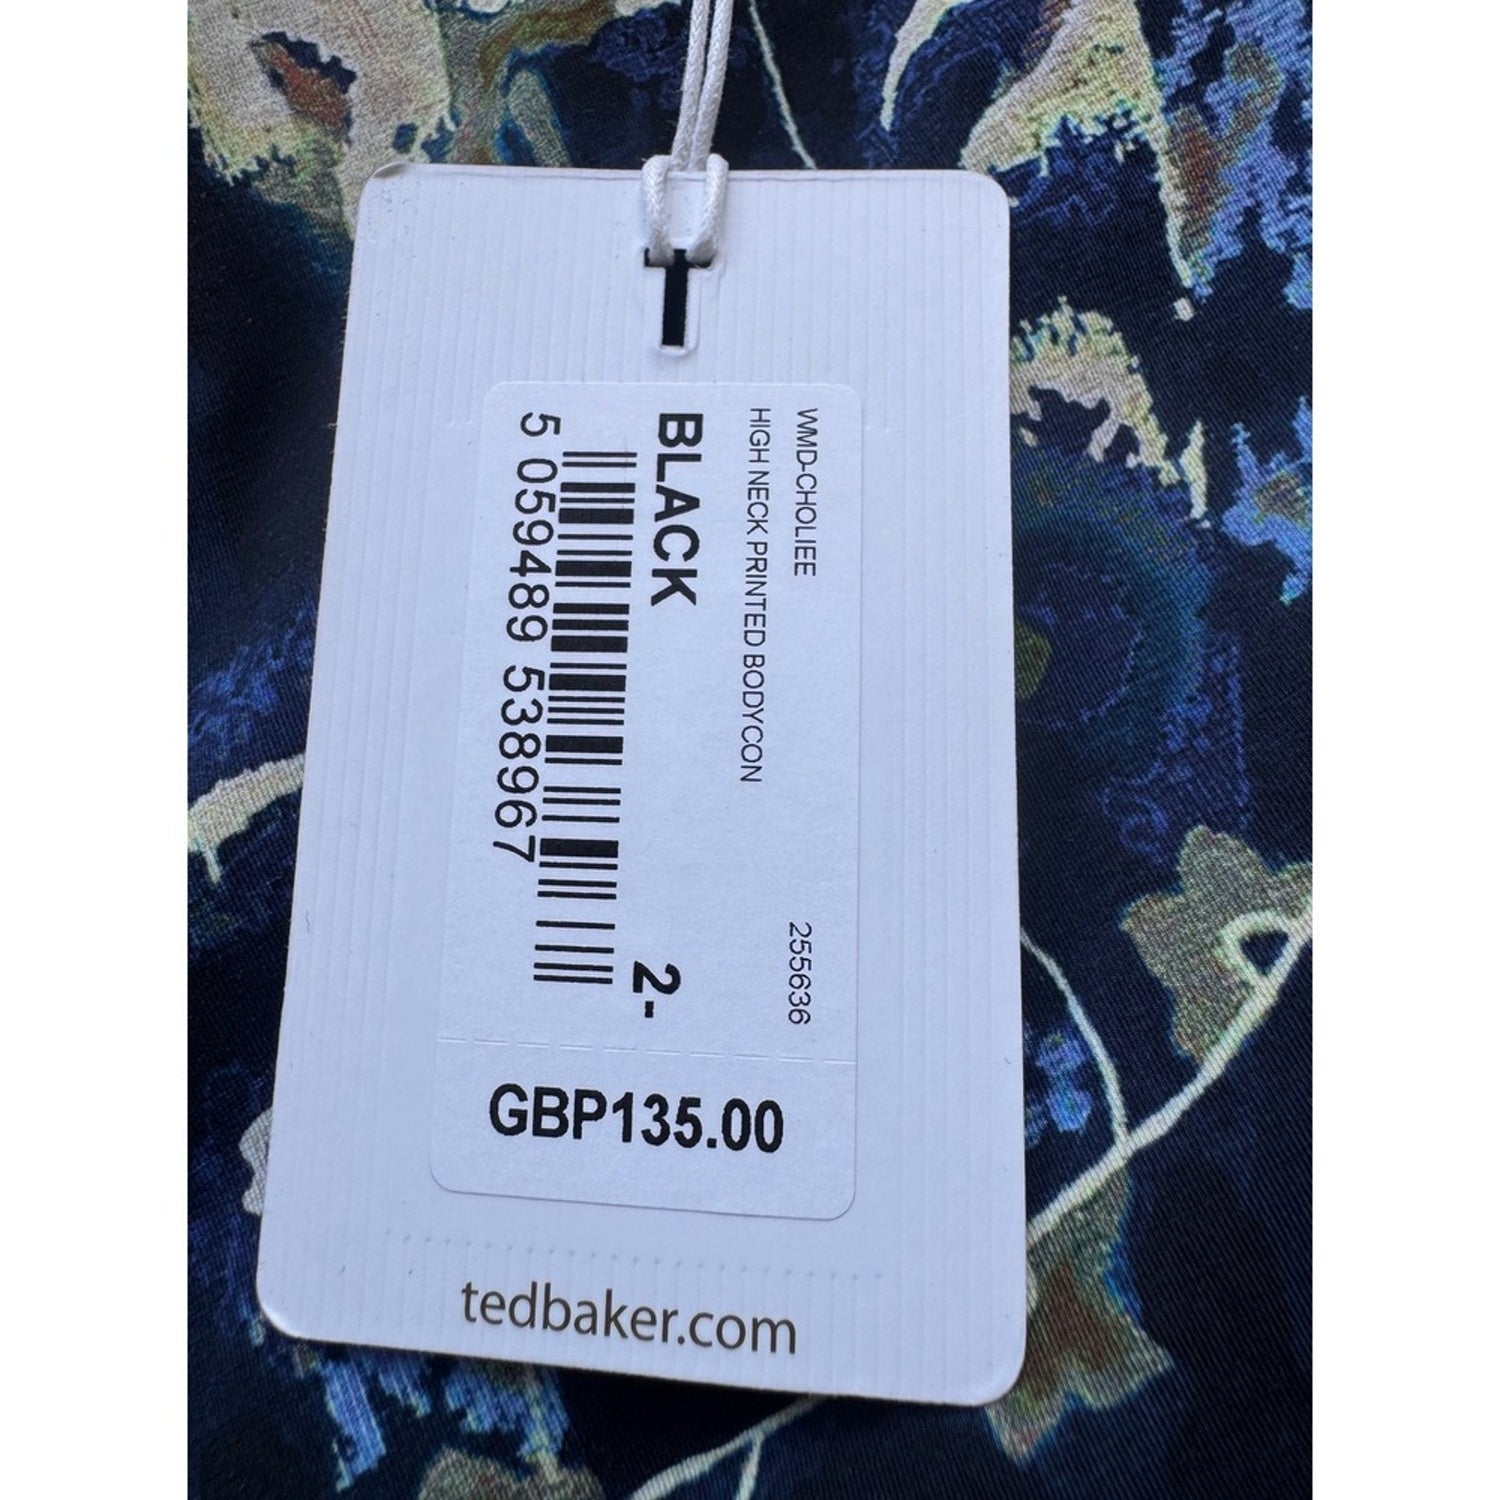 WMD-CHOLIEE 255636
HIGH NECK PRINTED BODYCON
BLACK 2-
5 059489 538967
GBP135.00
tedbaker.com